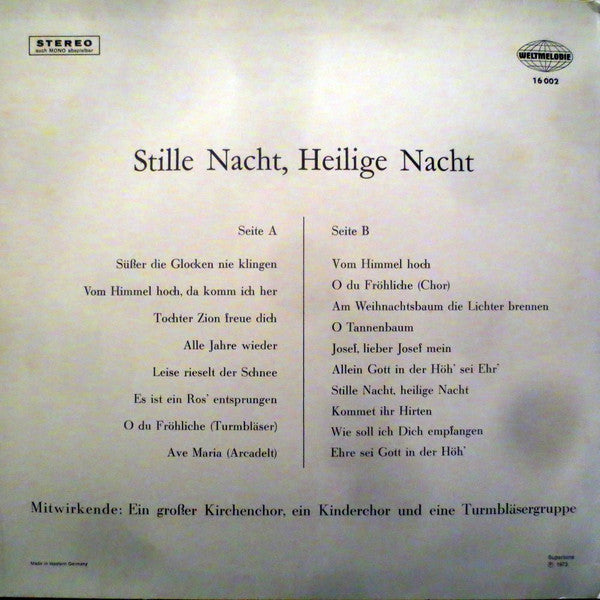 STEREO
auch MONO abspielbar
WELTMELODIE
16 002
Stille Nacht, Heilige Nacht
Seite A
Süßer die Glocken nie klingen
Vom Himmel hoch, da komm ich her
Tochter Zion freue dich
Alle Jahre wieder
Leise rieselt der Schnee
Es ist ein Ros' entsprungen
O du Fröhliche (Turmbläser)
Ave Maria (Arcadelt)
Seite B
Vom Himmel hoch
O du Fröhliche (Chor)
Am Weihnachtsbaum die Lichter brennen
O Tannenbaum
Josef, lieber Josef mein
Allein Gott in der Höh' sei Ehr'
Stille Nacht, heilige Nacht
Kommet ihr Hirten
Wie soll ich Dich empfangen
Ehre sei Gott in der Höh'
Mitwirkende: Ein großer Kirchenchor, ein Kinderchor und eine Turmbläsergruppe
Made in Western Germany
Supertone
℗ 1973